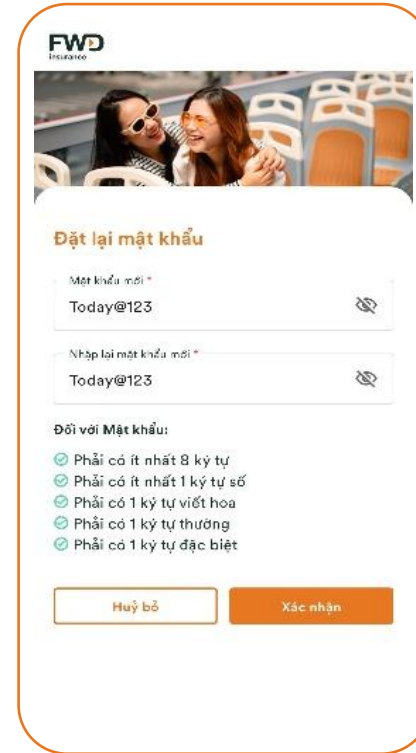 FWD
insurance
Đặt lại mật khẩu
Mật khẩu mới *
Today@123
Nhập lại mật khẩu mới *
Today@123
Đối với Mật khẩu:
Phải có ít nhất 8 ký tự
Phải có ít nhất 1 ký tự số
Phải có 1 ký tự viết hoa
Phải có 1 ký tự thường
Phải có 1 ký tự đặc biệt
Huỷ bỏ
Xác nhận